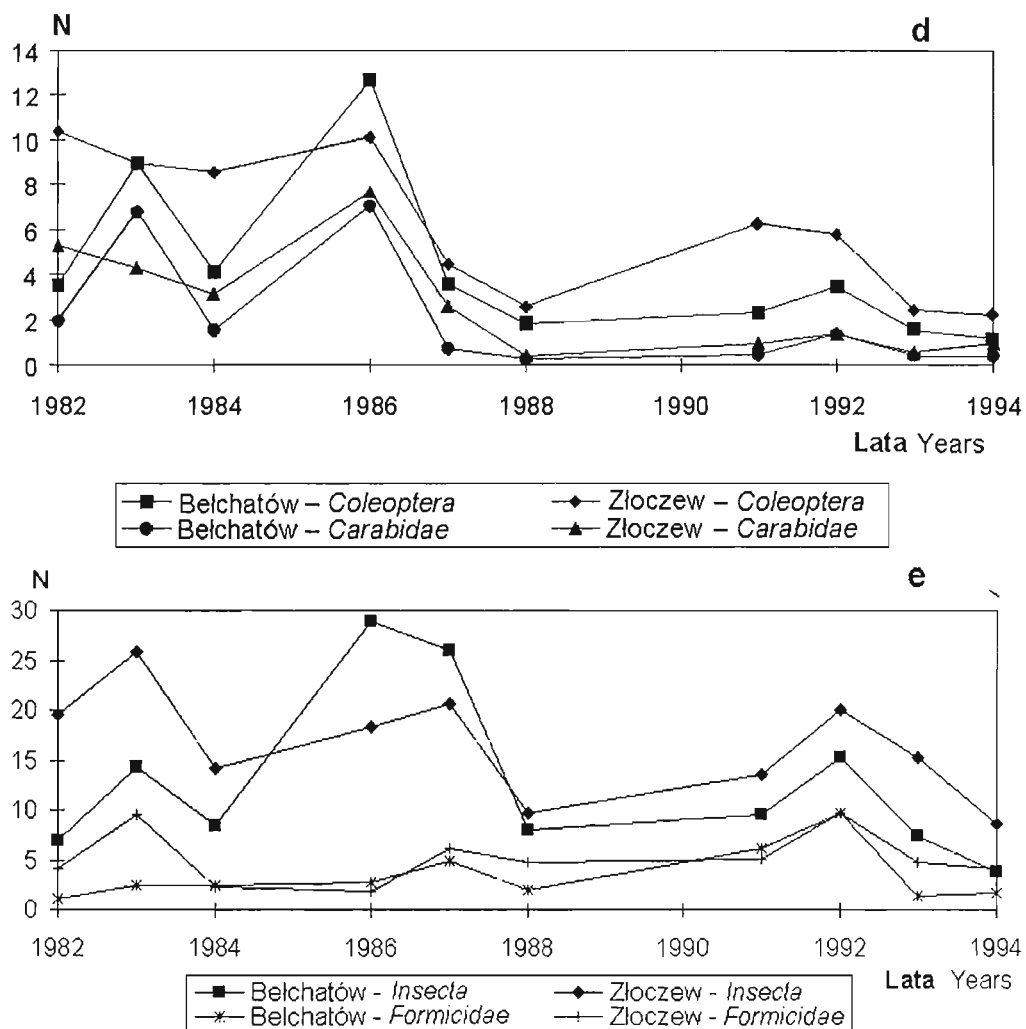 N d
14
12
10
8
6
4
2
0
1982 1984 1986 1988 1990 1992 1994
Lata Years
Bełchatów – Coleoptera Złoczew – Coleoptera
Bełchatów – Carabidae Złoczew – Carabidae
N e
30
25
20
15
10
5
0
1982 1984 1986 1988 1990 1992 1994
Lata Years
Bełchatów - Insecta Złoczew - Insecta
Bełchatów - Formicidae Złoczew - Formicidae